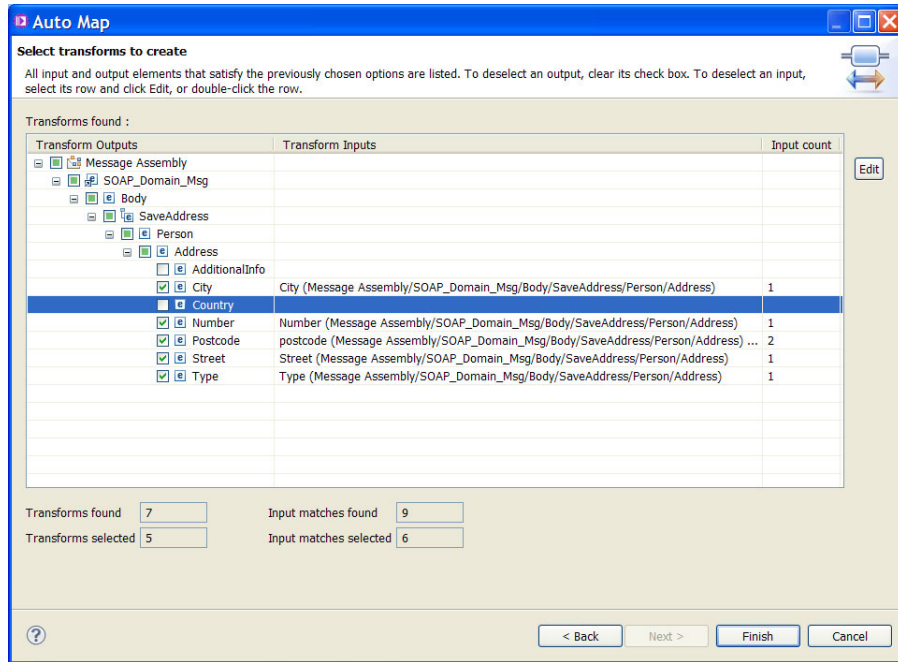 Auto Map
Select transforms to create
All input and output elements that satisfy the previously chosen options are listed. To deselect an output, clear its check box. To deselect an input,
select its row and click Edit, or double-click the row.
Transforms found :
Transform Outputs Transform Inputs Input count
Edit
Message Assembly
SOAP_Domain_Msg
Body
SaveAddress
Person
Address
AdditionalInfo
City City (Message Assembly/SOAP_Domain_Msg/Body/SaveAddress/Person/Address) 1
Country
Number Number (Message Assembly/SOAP_Domain_Msg/Body/SaveAddress/Person/Address) 1
Postcode postcode (Message Assembly/SOAP_Domain_Msg/Body/SaveAddress/Person/Address) ... 2
Street Street (Message Assembly/SOAP_Domain_Msg/Body/SaveAddress/Person/Address) 1
Type Type (Message Assembly/SOAP_Domain_Msg/Body/SaveAddress/Person/Address) 1
Transforms found 7 Input matches found 9
Transforms selected 5 Input matches selected 6
? < Back Next > Finish Cancel